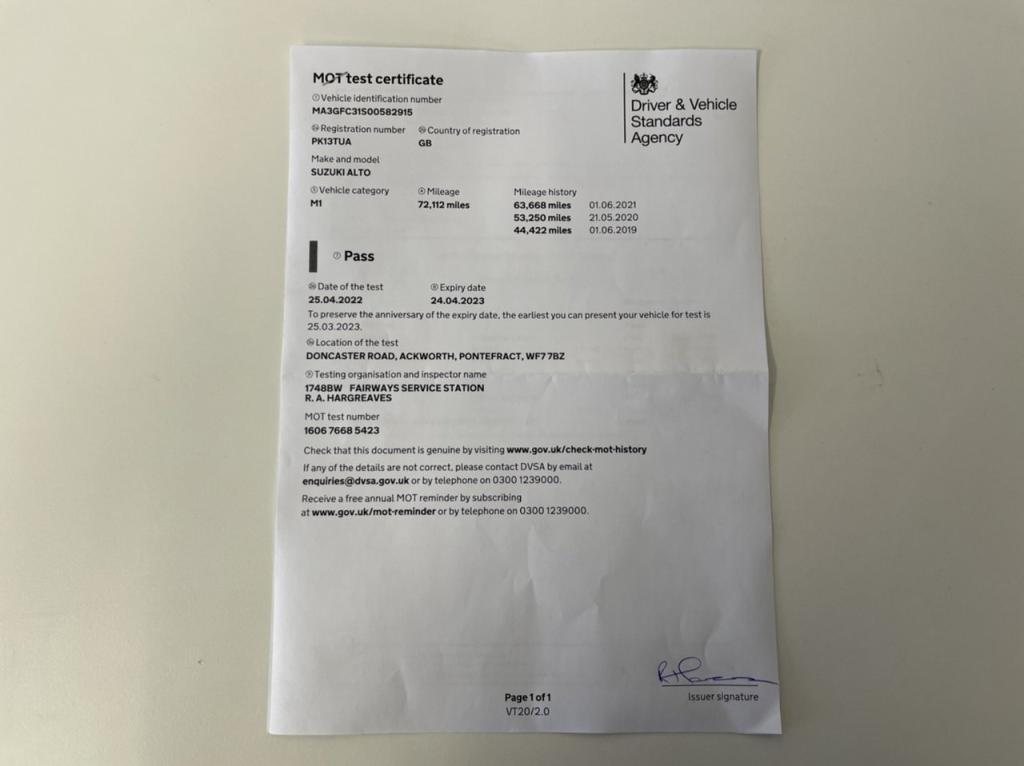 MOT test certificate
Driver & Vehicle
Standards
Agency
Vehicle identification number
MA3GFC31S00582915
Registration number Country of registration
PK13TUA GB
Make and model
SUZUKI ALTO
Vehicle category Mileage Mileage history
M1 72,112 miles 63,668 miles 01.06.2021
53,250 miles 21.05.2020
44,422 miles 01.06.2019
Pass
Date of the test Expiry date
25.04.2022 24.04.2023
To preserve the anniversary of the expiry date, the earliest you can present your vehicle for test is
25.03.2023.
Location of the test
DONCASTER ROAD, ACKWORTH, PONTEFRACT, WF7 7BZ
Testing organisation and inspector name
1748BW FAIRWAYS SERVICE STATION
R. A. HARGREAVES
MOT test number
1606 7668 5423
Check that this document is genuine by visiting www.gov.uk/check-mot-history
If any of the details are not correct, please contact DVSA by email at
enquiries@dvsa.gov.uk or by telephone on 0300 1239000.
Receive a free annual MOT reminder by subscribing
at www.gov.uk/mot-reminder or by telephone on 0300 1239000.
Issuer signature
Page 1 of 1
VT20/2.0